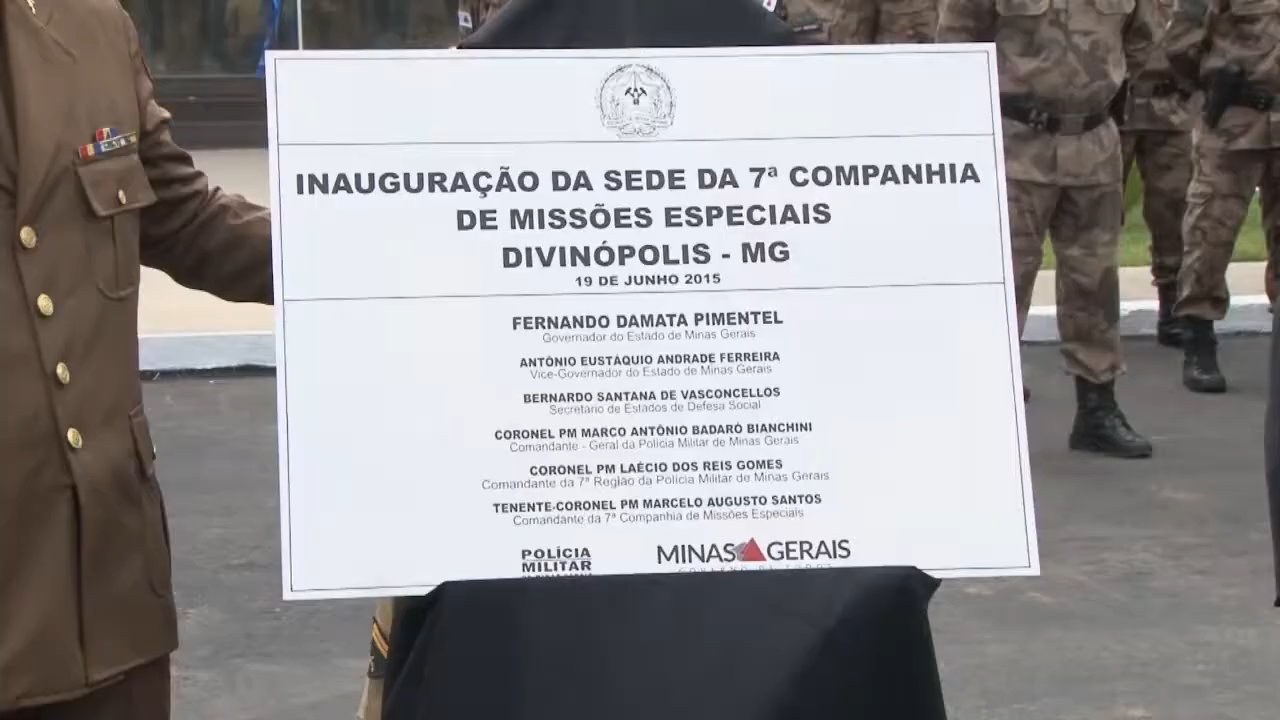 INAUGURAÇÃO DA SEDE DA 7ª COMPANHIA
DE MISSÕES ESPECIAIS
DIVINÓPOLIS - MG
19 DE JUNHO 2015
FERNANDO DAMATA PIMENTEL
Governador do Estado de Minas Gerais
ANTÔNIO EUSTÁQUIO ANDRADE FERREIRA
Vice-Governador do Estado de Minas Gerais
BERNARDO SANTANA DE VASCONCELLOS
Secretário de Estados de Defesa Social
CORONEL PM MARCO ANTÔNIO BADARÓ BIANCHINI
Comandante - Geral da Polícia Militar de Minas Gerais
CORONEL PM LAÉCIO DOS REIS GOMES
Comandante da 7ª Região da Polícia Militar de Minas Gerais
TENENTE-CORONEL PM MARCELO AUGUSTO SANTOS
Comandante da 7ª Companhia de Missões Especiais
POLÍCIA
MILITAR
MINAS GERAIS